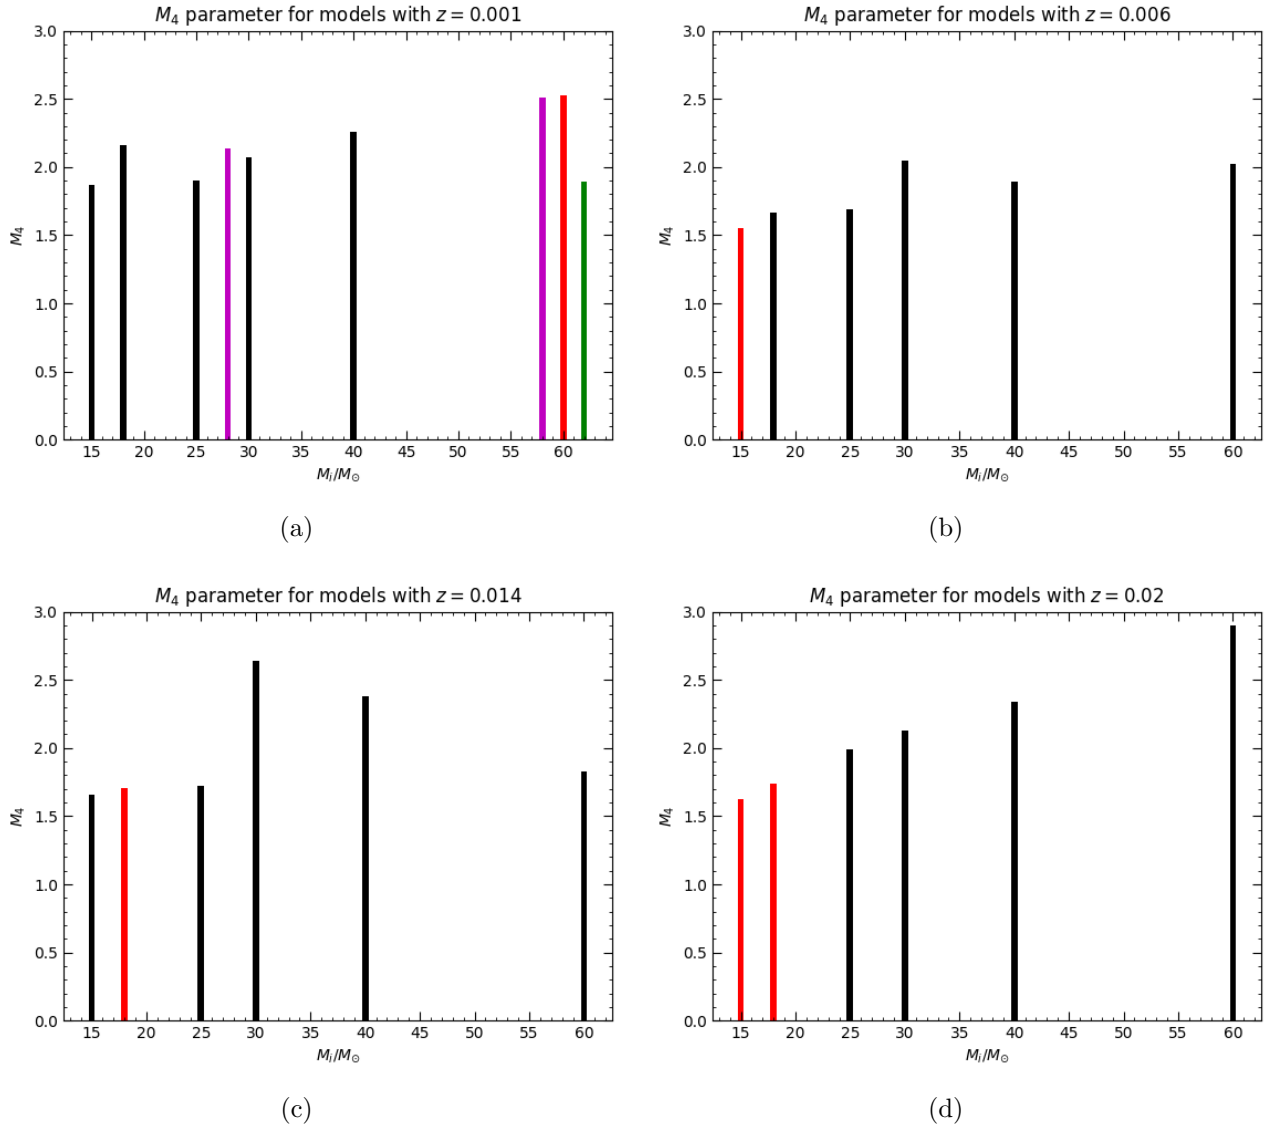 M₄ parameter for models with z = 0.001
3.0
2.5
2.0
1.5
1.0
0.5
0.0
M₄
15 20 25 30 35 40 45 50 55 60
Mᵢ/M⊙
(a)
M₄ parameter for models with z = 0.006
3.0
2.5
2.0
1.5
1.0
0.5
0.0
M₄
15 20 25 30 35 40 45 50 55 60
Mᵢ/M⊙
(b)
M₄ parameter for models with z = 0.014
3.0
2.5
2.0
1.5
1.0
0.5
0.0
M₄
15 20 25 30 35 40 45 50 55 60
Mᵢ/M⊙
(c)
M₄ parameter for models with z = 0.02
3.0
2.5
2.0
1.5
1.0
0.5
0.0
M₄
15 20 25 30 35 40 45 50 55 60
Mᵢ/M⊙
(d)